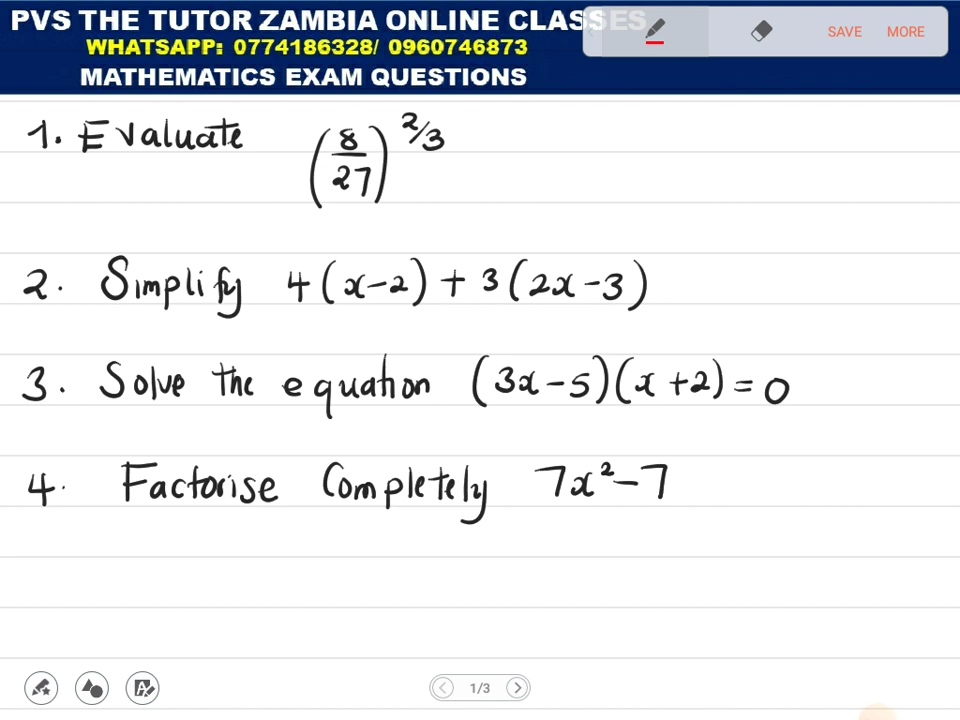 PVS THE TUTOR ZAMBIA ONLINE CLASSES
WHATSAPP: 0774186328/ 0960746873
MATHEMATICS EXAM QUESTIONS
SAVE MORE
1. Evaluate (8/27)^2/3
2. Simplify 4(x-2) + 3(2x-3)
3. Solve the equation (3x-5)(x+2) = 0
4. Factorise Completely 7x²-7
1/3